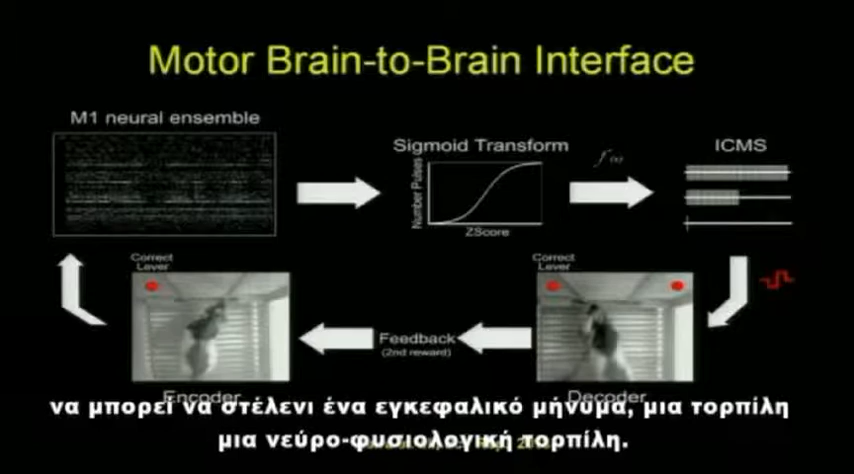 Motor Brain-to-Brain Interface
M1 neural ensemble
Sigmoid Transform
ICMS
Number Pulses
ZScore
Correct
Lever
Correct
Lever
Feedback
(2nd reward)
Encoder
Decoder
να μπορεί να στέλενι ένα εγκεφαλικό μήνυμα, μια τορπίλη
μια νεύρο-φυσιολογική τορπίλη.